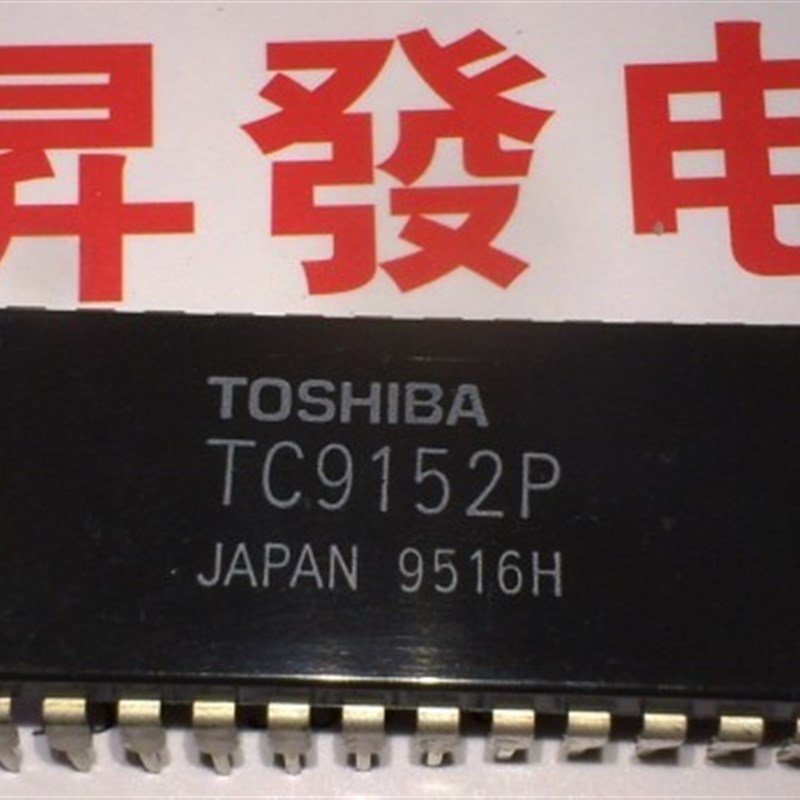 昇發电
TOSHIBA
TC9152P
JAPAN 9516H